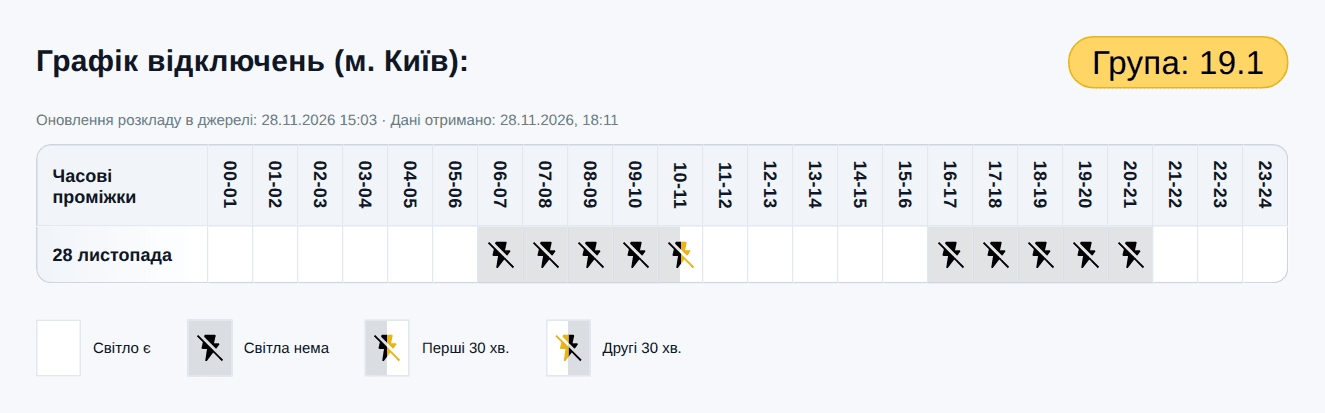 Графік відключень (м. Київ):
Група: 19.1
Оновлення розкладу в джерелі: 28.11.2026 15:03 · Дані отримано: 28.11.2026, 18:11
Часові
проміжки
00-01
01-02
02-03
03-04
04-05
05-06
06-07
07-08
08-09
09-10
10-11
11-12
12-13
13-14
14-15
15-16
16-17
17-18
18-19
19-20
20-21
21-22
22-23
23-24
28 листопада
Світло є
Світла нема
Перші 30 хв.
Другі 30 хв.